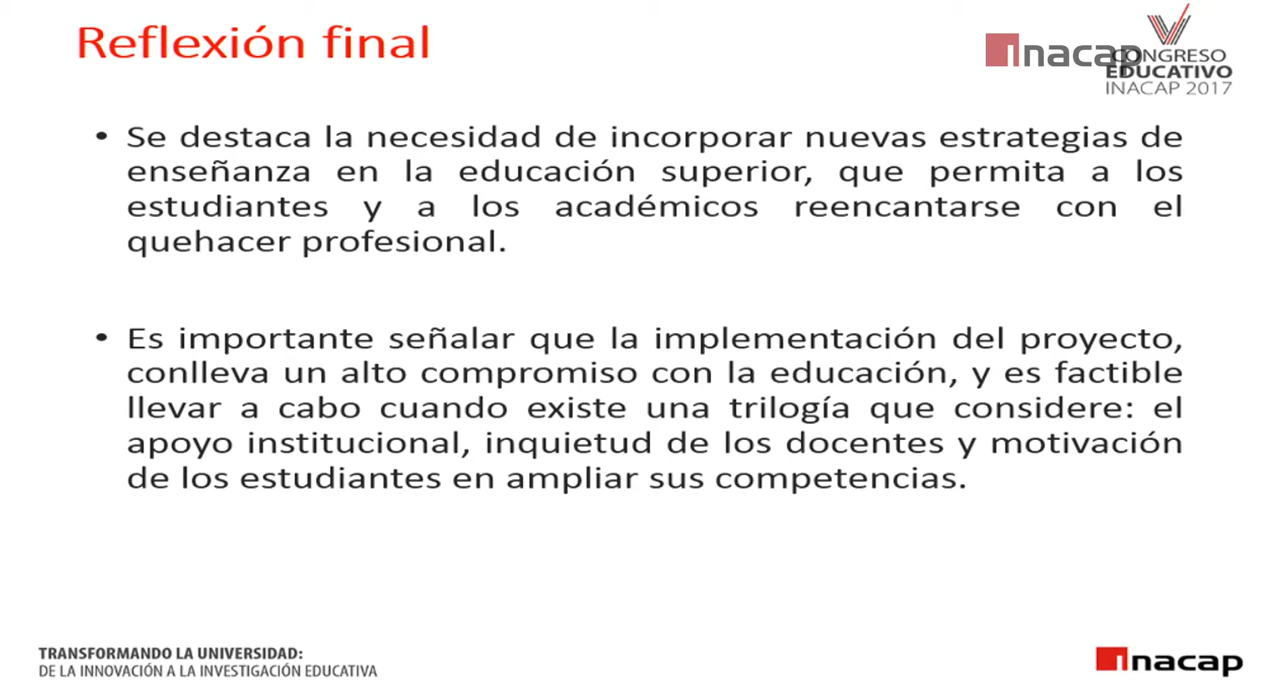 Reflexión final
inacap
CONGRESO
EDUCATIVO
INACAP 2017
• Se destaca la necesidad de incorporar nuevas estrategias de
enseñanza en la educación superior, que permita a los
estudiantes y a los académicos reencantarse con el
quehacer profesional.
• Es importante señalar que la implementación del proyecto,
conlleva un alto compromiso con la educación, y es factible
llevar a cabo cuando existe una trilogía que considere: el
apoyo institucional, inquietud de los docentes y motivación
de los estudiantes en ampliar sus competencias.
TRANSFORMANDO LA UNIVERSIDAD:
DE LA INNOVACIÓN A LA INVESTIGACIÓN EDUCATIVA
inacap